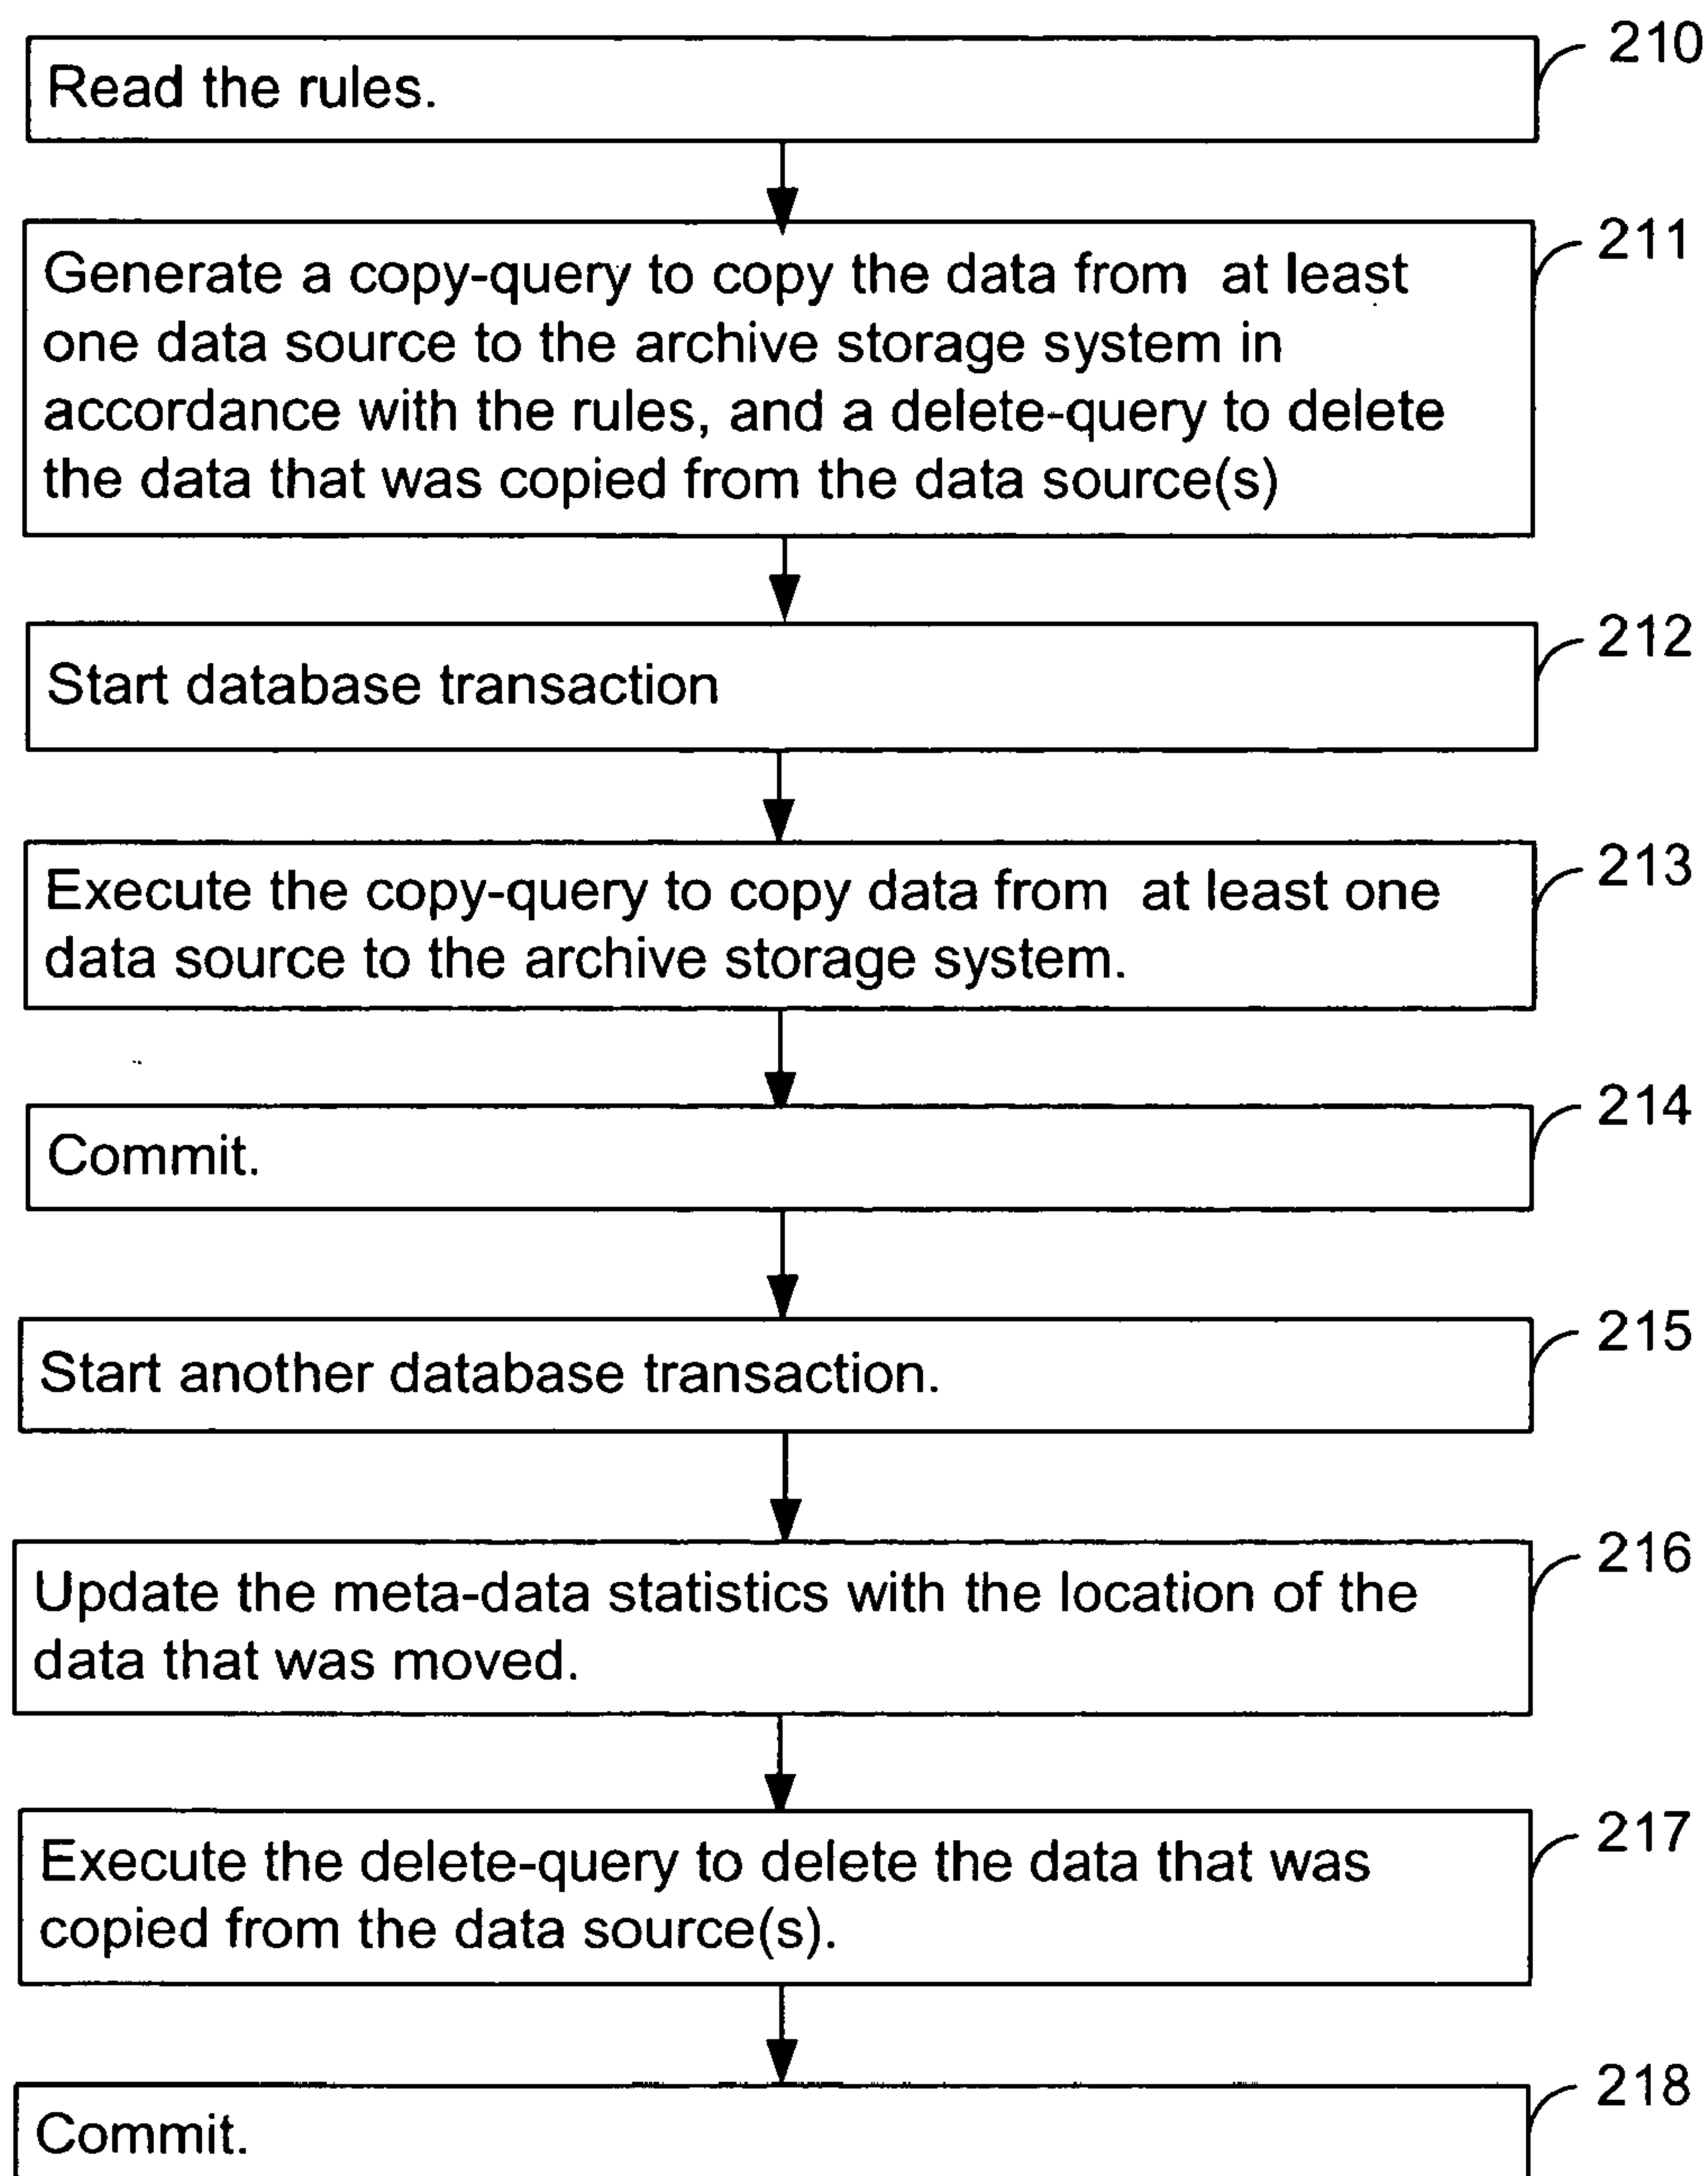 210
Read the rules.
211
Generate a copy-query to copy the data from at least
one data source to the archive storage system in
accordance with the rules, and a delete-query to delete
the data that was copied from the data source(s)
212
Start database transaction
213
Execute the copy-query to copy data from at least one
data source to the archive storage system.
214
Commit.
215
Start another database transaction.
216
Update the meta-data statistics with the location of the
data that was moved.
217
Execute the delete-query to delete the data that was
copied from the data source(s).
218
Commit.